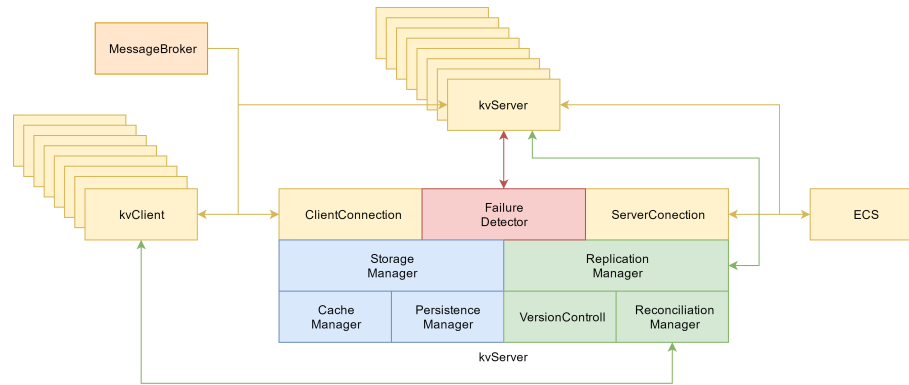 MessageBroker
kvServer
kvClient
ClientConnection
Failure
Detector
ServerConection
ECS
Storage
Manager
Replication
Manager
Cache
Manager
Persistence
Manager
VersionControll
Reconciliation
Manager
kvServer